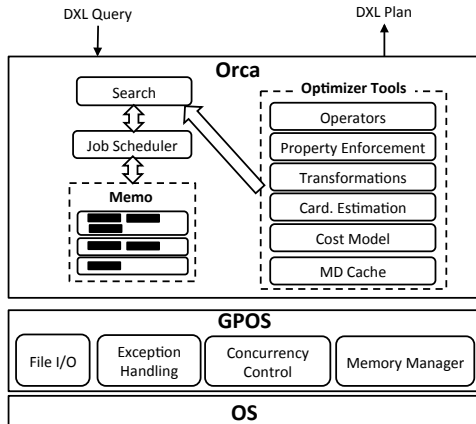 DXL Query
DXL Plan
Orca
Search
Job Scheduler
Memo
Optimizer Tools
Operators
Property Enforcement
Transformations
Card. Estimation
Cost Model
MD Cache
GPOS
File I/O
Exception
Handling
Concurrency
Control
Memory Manager
OS